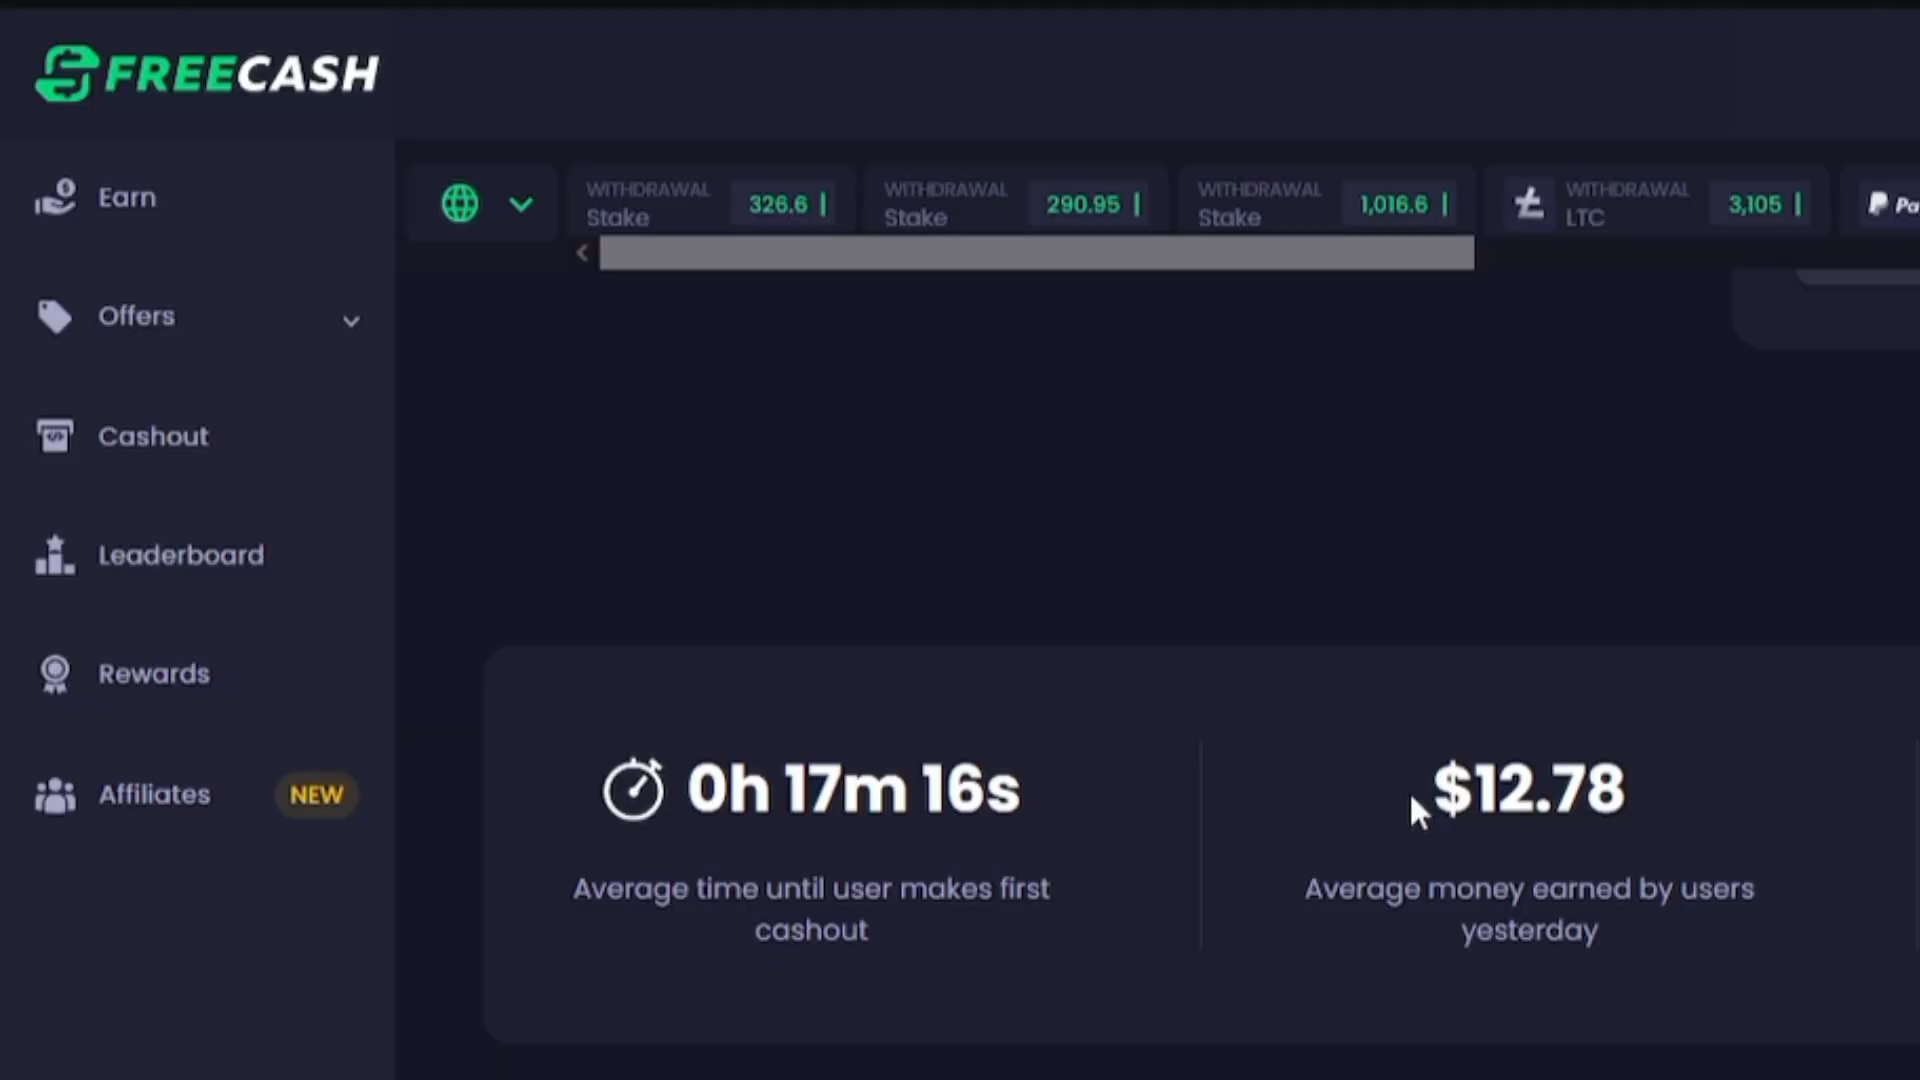 FREECASH
Earn
Offers
Cashout
Leaderboard
Rewards
Affiliates NEW
WITHDRAWAL
Stake
326.6
WITHDRAWAL
Stake
290.95
WITHDRAWAL
Stake
1,016.6
WITHDRAWAL
LTC
3,105
Pa
0h 17m 16s
Average time until user makes first
cashout
$12.78
Average money earned by users
yesterday